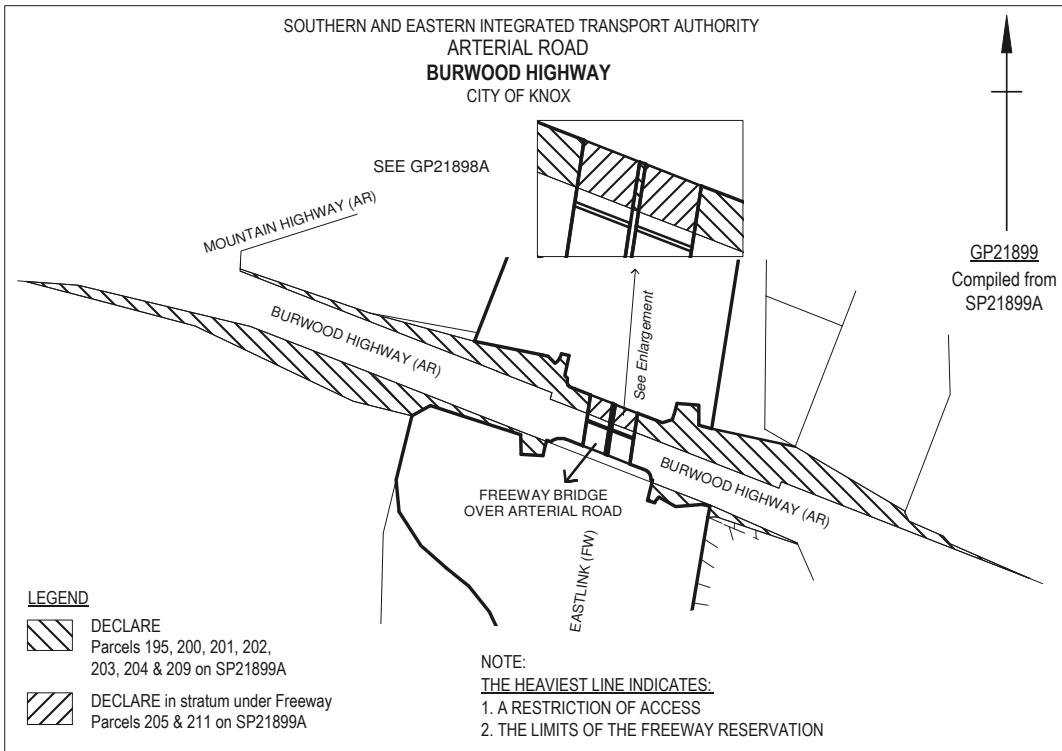 SOUTHERN AND EASTERN INTEGRATED TRANSPORT AUTHORITY
ARTERIAL ROAD
BURWOOD HIGHWAY
CITY OF KNOX
SEE GP21898A
MOUNTAIN HIGHWAY (AR)
GP21899
Compiled from
SP21899A
BURWOOD HIGHWAY (AR)
See Enlargement
BURWOOD HIGHWAY (AR)
FREEWAY BRIDGE
OVER ARTERIAL ROAD
EASTLINK (FW)
LEGEND
DECLARE
Parcels 195, 200, 201, 202,
203, 204 & 209 on SP21899A
DECLARE in stratum under Freeway
Parcels 205 & 211 on SP21899A
NOTE:
THE HEAVIEST LINE INDICATES:
1. A RESTRICTION OF ACCESS
2. THE LIMITS OF THE FREEWAY RESERVATION